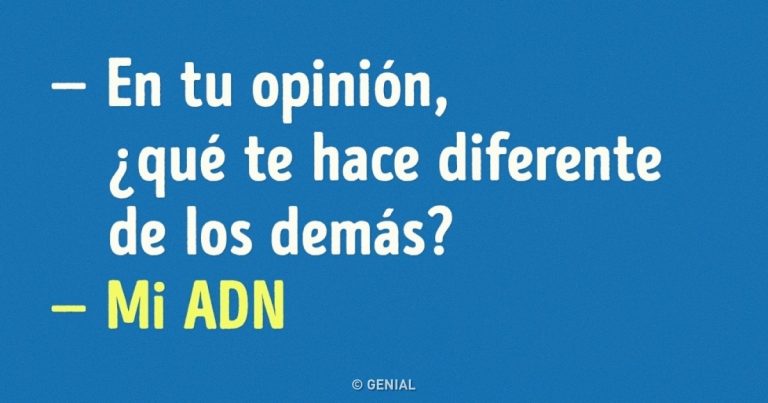 – En tu opinión,
¿qué te hace diferente
de los demás?
– Mi ADN
© GENIAL